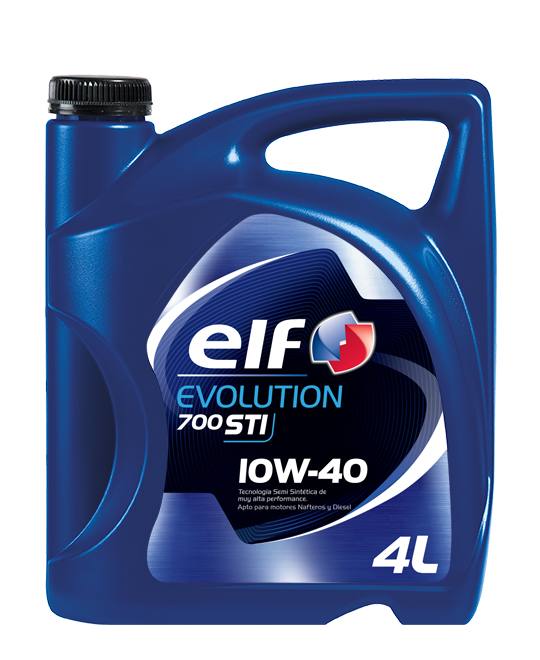 elf
EVOLUTION
700 STI
10W-40
Tecnología Semi Sintética de
muy alta performance.
Apto para motores Nafteros y Diesel
4L